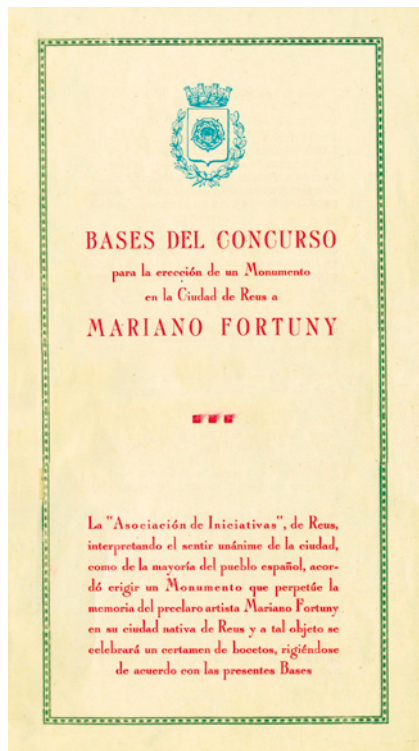 BASES DEL CONCURSO
para la erección de un Monumento
en la Ciudad de Reus a
MARIANO FORTUNY
La "Asociación de Iniciativas", de Reus,
interpretando el sentir unánime de la ciudad,
como de la mayoría del pueblo español, acor-
dó erigir un Monumento que perpetúe la
memoria del preclaro artista Mariano Fortuny
en su ciudad nativa de Reus y a tal objeto se
celebrará un certamen de bocetos, rigiéndose
de acuerdo con las presentes Bases